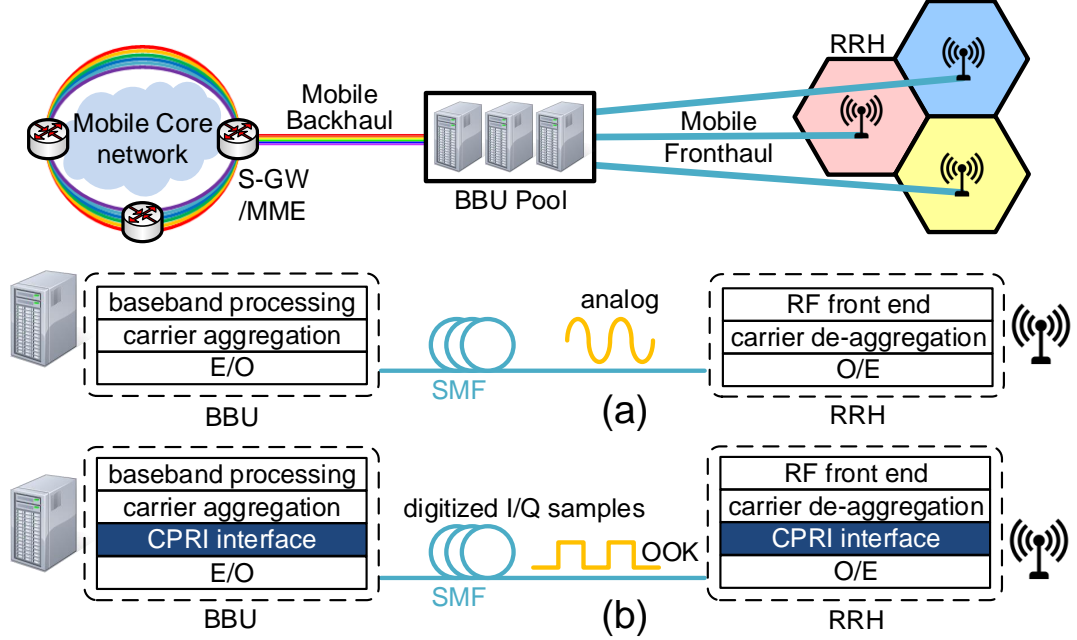 RRH
Mobile
Backhaul
Mobile Core
network
Mobile
Fronthaul
S-GW
/MME
BBU Pool
baseband processing
carrier aggregation
E/O
BBU
analog
SMF
(a)
RF front end
carrier de-aggregation
O/E
RRH
baseband processing
carrier aggregation
CPRI interface
E/O
BBU
digitized I/Q samples
OOK
SMF
(b)
RF front end
carrier de-aggregation
CPRI interface
O/E
RRH